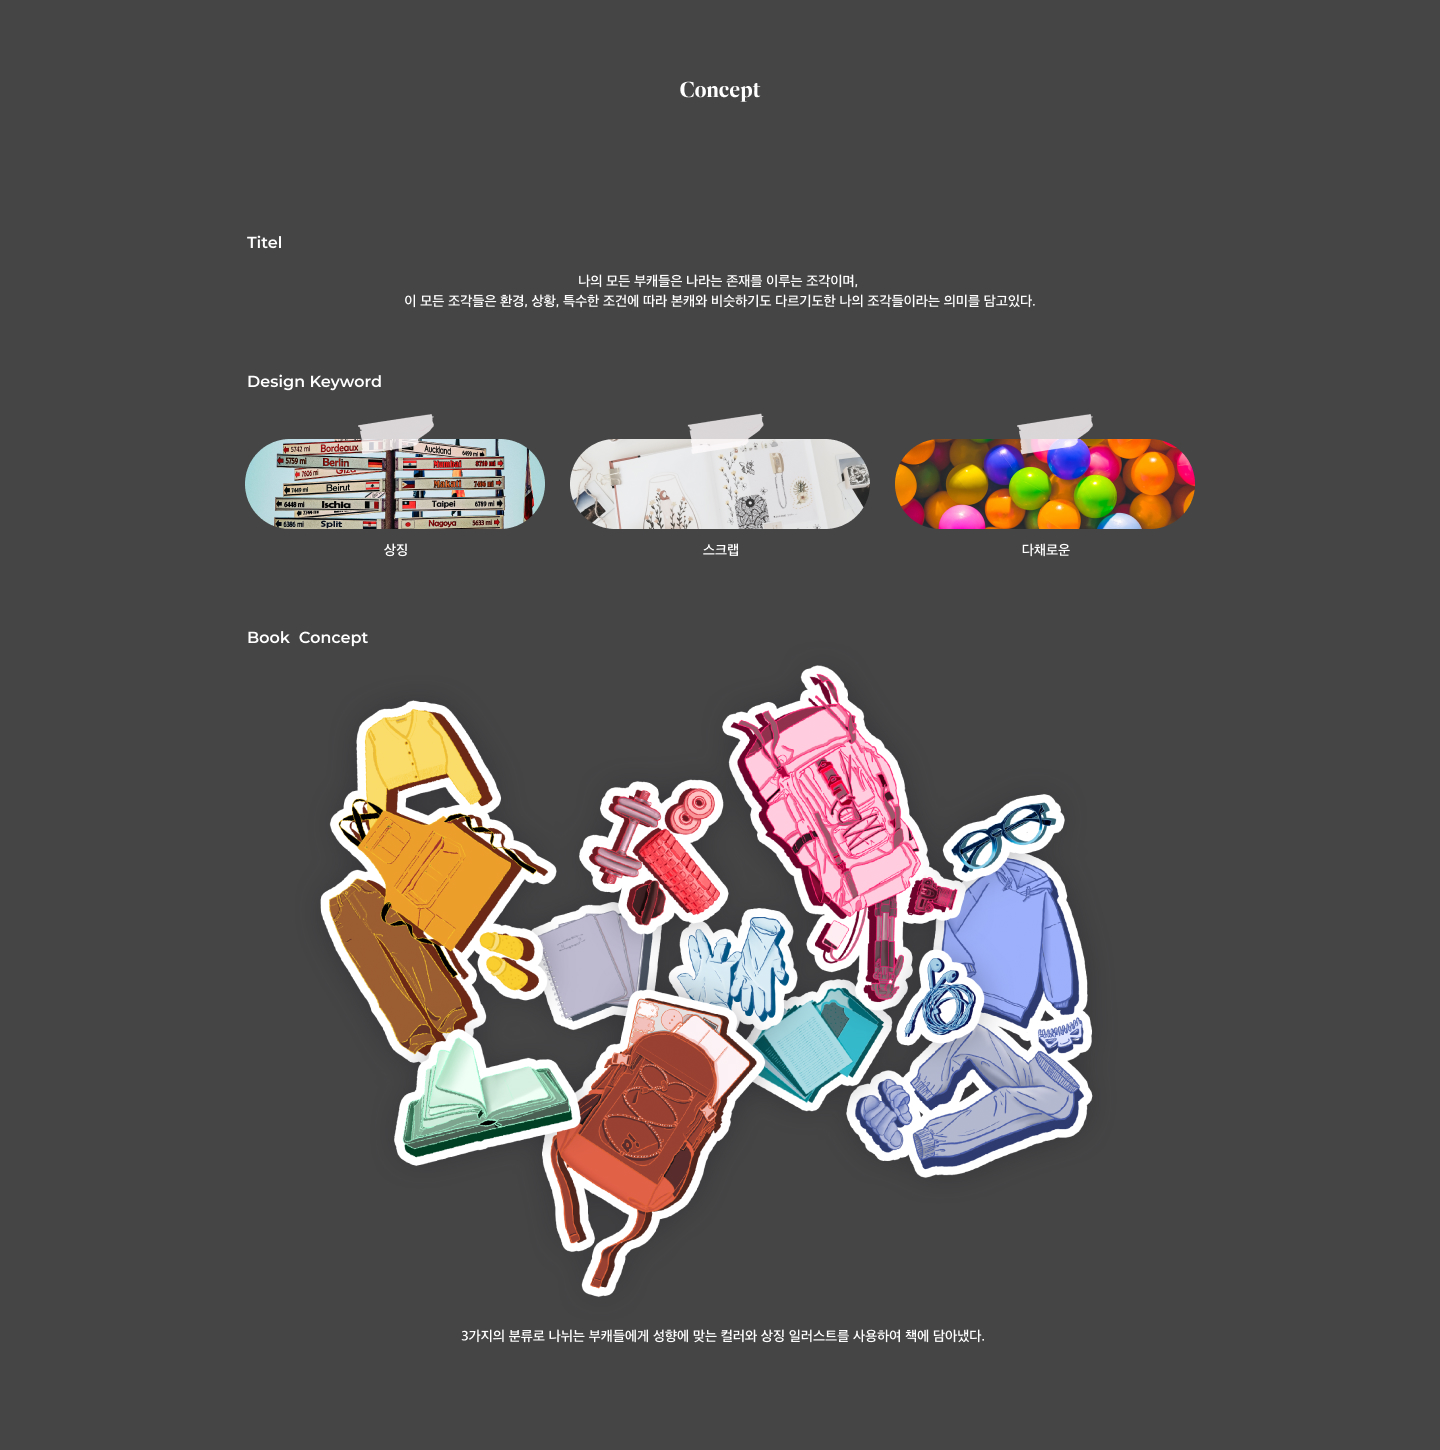 Concept
Titel
나의 모든 부캐들은 나라는 존재를 이루는 조각이며,
이 모든 조각들은 환경, 상황, 특수한 조건에 따라 본캐와 비슷하기도 다르기도한 나의 조각들이라는 의미를 담고있다.
Design Keyword
5742 mi Bordeaux
Auckland 6499 mi
5759 mi Berlin
Mumbai 8710 mi
7606 mi Giza
7449 mi Beirut
Makati 7495 mi
6448 mi Ischia
Taipei 6769 mi
6386 mi Split
Nagoya 5633 mi
상징
스크랩
다채로운
Book Concept
3가지의 분류로 나뉘는 부캐들에게 성향에 맞는 컬러와 상징 일러스트를 사용하여 책에 담아냈다.